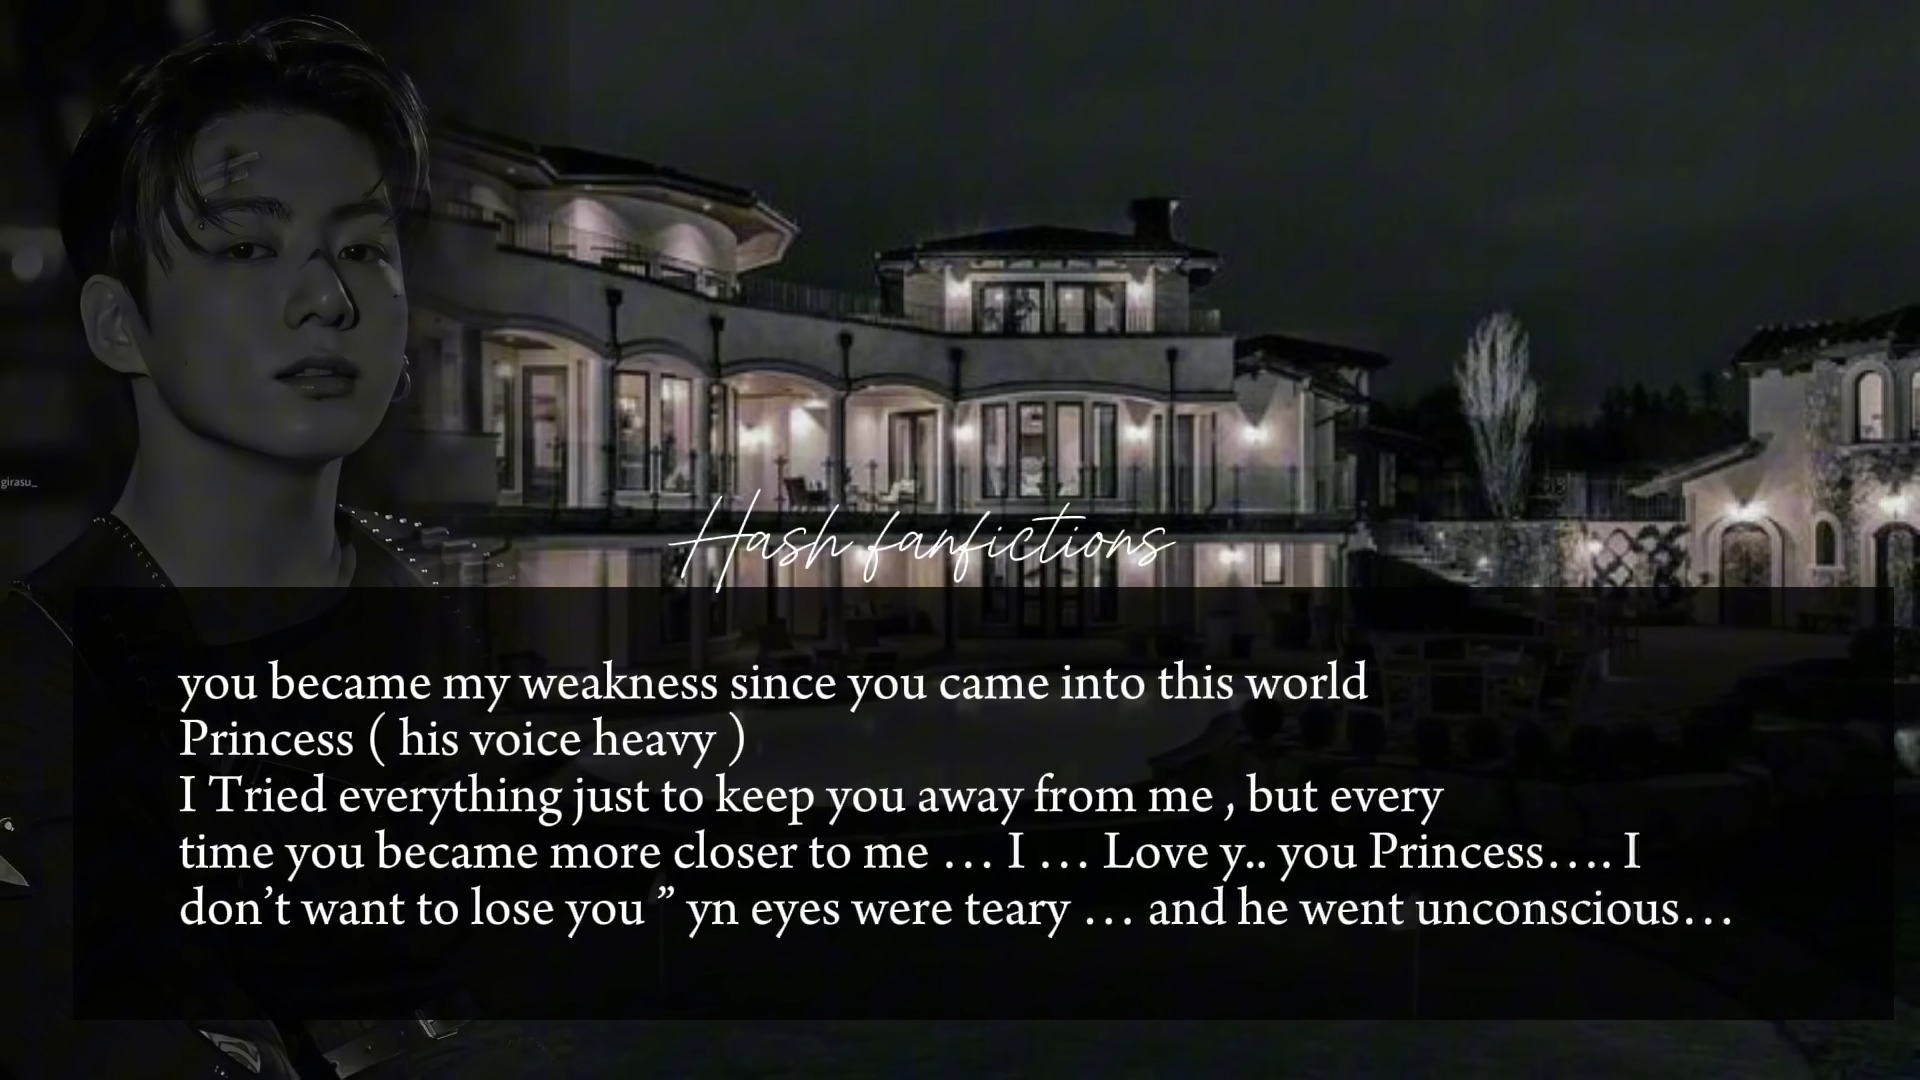 girasu_
Hash fanfictions
you became my weakness since you came into this world
Princess ( his voice heavy )
I Tried everything just to keep you away from me , but every
time you became more closer to me … I … Love y.. you Princess…. I
don’t want to lose you ” yn eyes were teary … and he went unconscious…